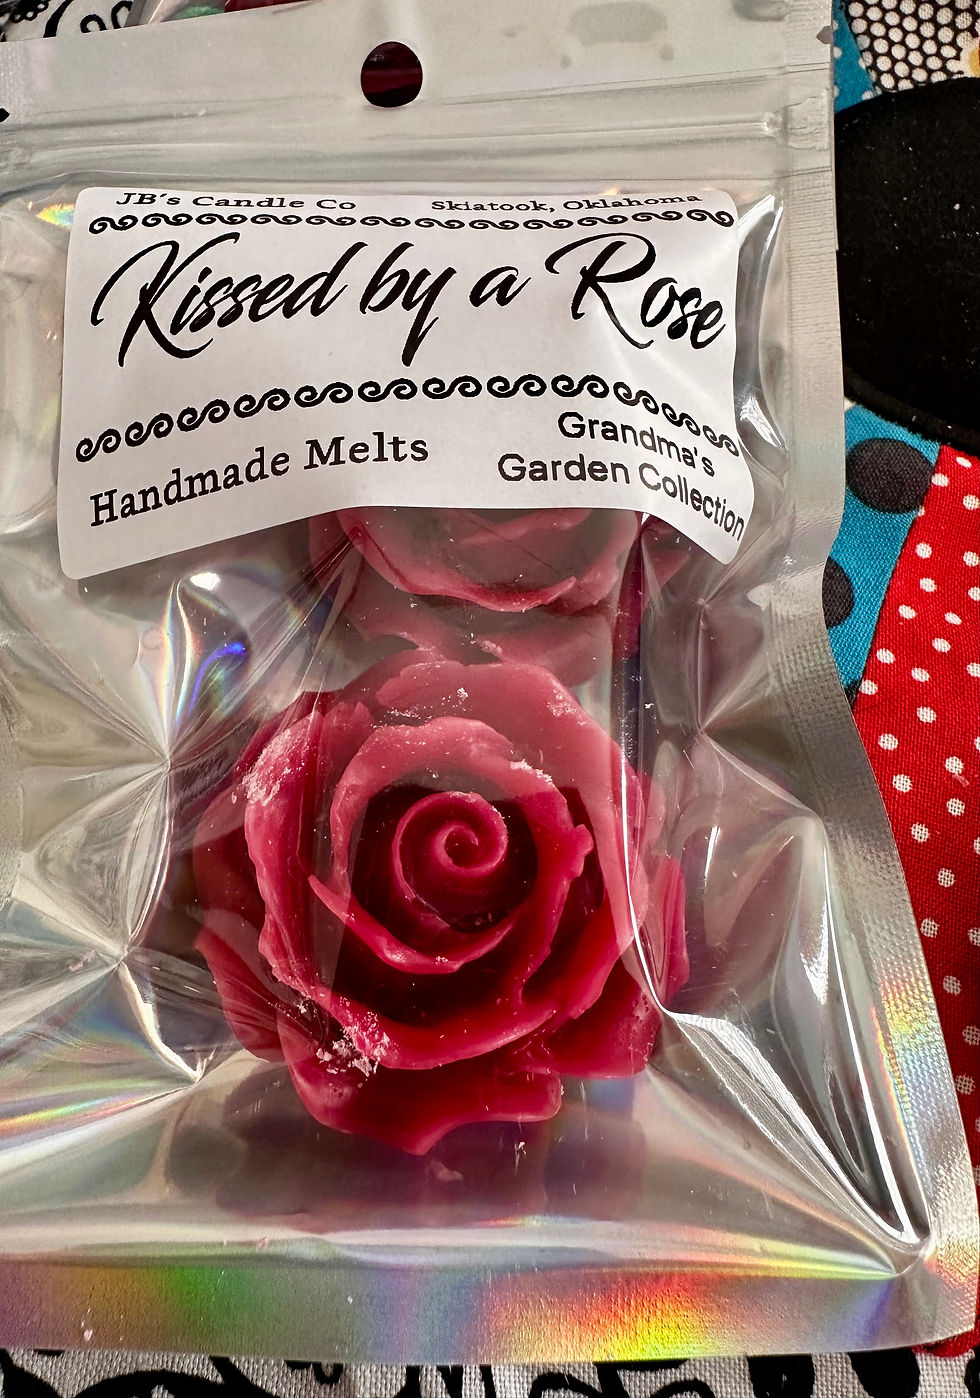 JB's Candle Co Skiatook, Oklahoma
Kissed by a Rose
Handmade Melts
Grandma's
Garden Collection